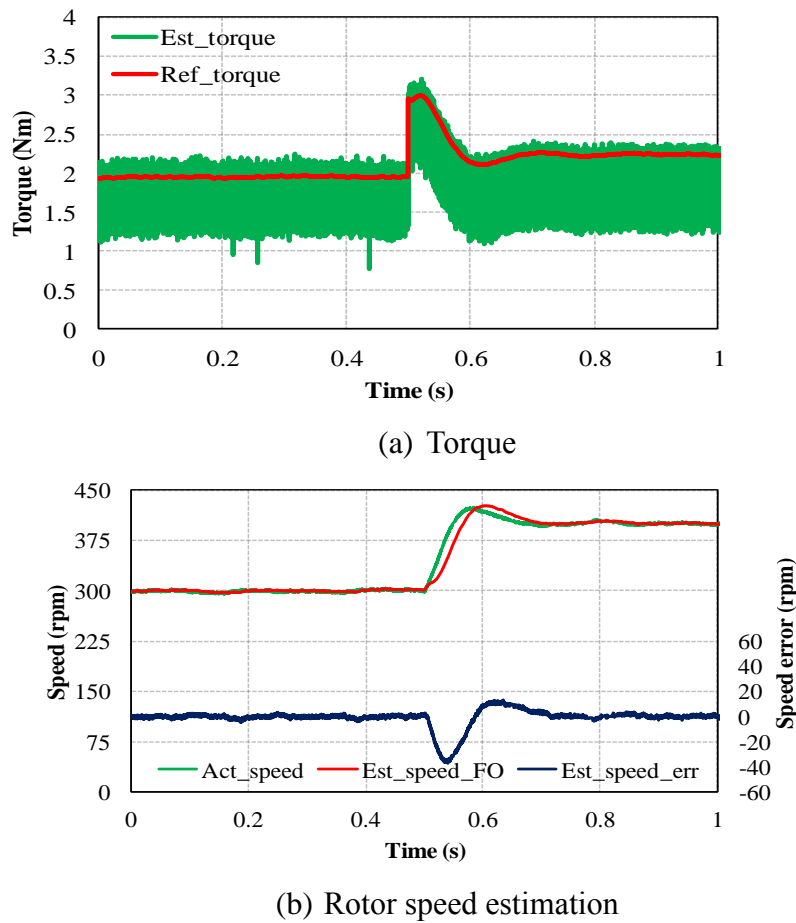 4
3.5
3
2.5
2
1.5
1
0.5
0
Torque (Nm)
Est_torque
Ref_torque
0 0.2 0.4 0.6 0.8 1
Time (s)
(a) Torque
450
375
300
225
150
75
0
Speed (rpm)
60
40
20
0
-20
-40
-60
Speed error (rpm)
Act_speed Est_speed_FO Est_speed_err
0 0.2 0.4 0.6 0.8 1
Time (s)
(b) Rotor speed estimation